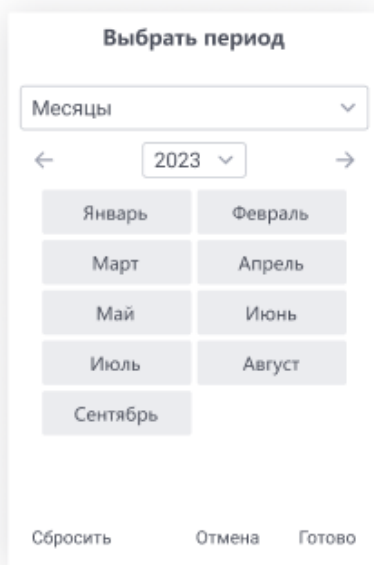 Выбрать период
Месяцы
2023
Январь Февраль
Март Апрель
Май Июнь
Июль Август
Сентябрь
Сбросить Отмена Готово